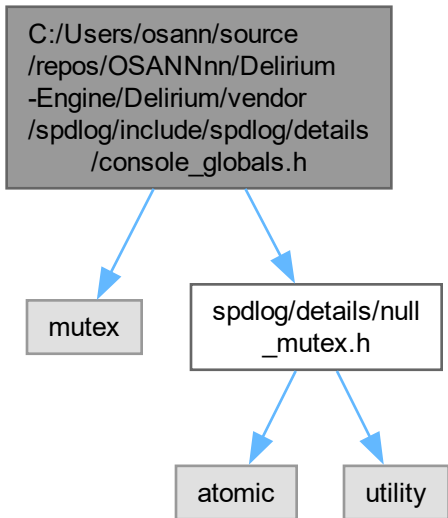 C:/Users/osann/source
/repos/OSANNnn/Delirium
-Engine/Delirium/vendor
/spdlog/include/spdlog/details
/console_globals.h
mutex
spdlog/details/null
_mutex.h
atomic
utility